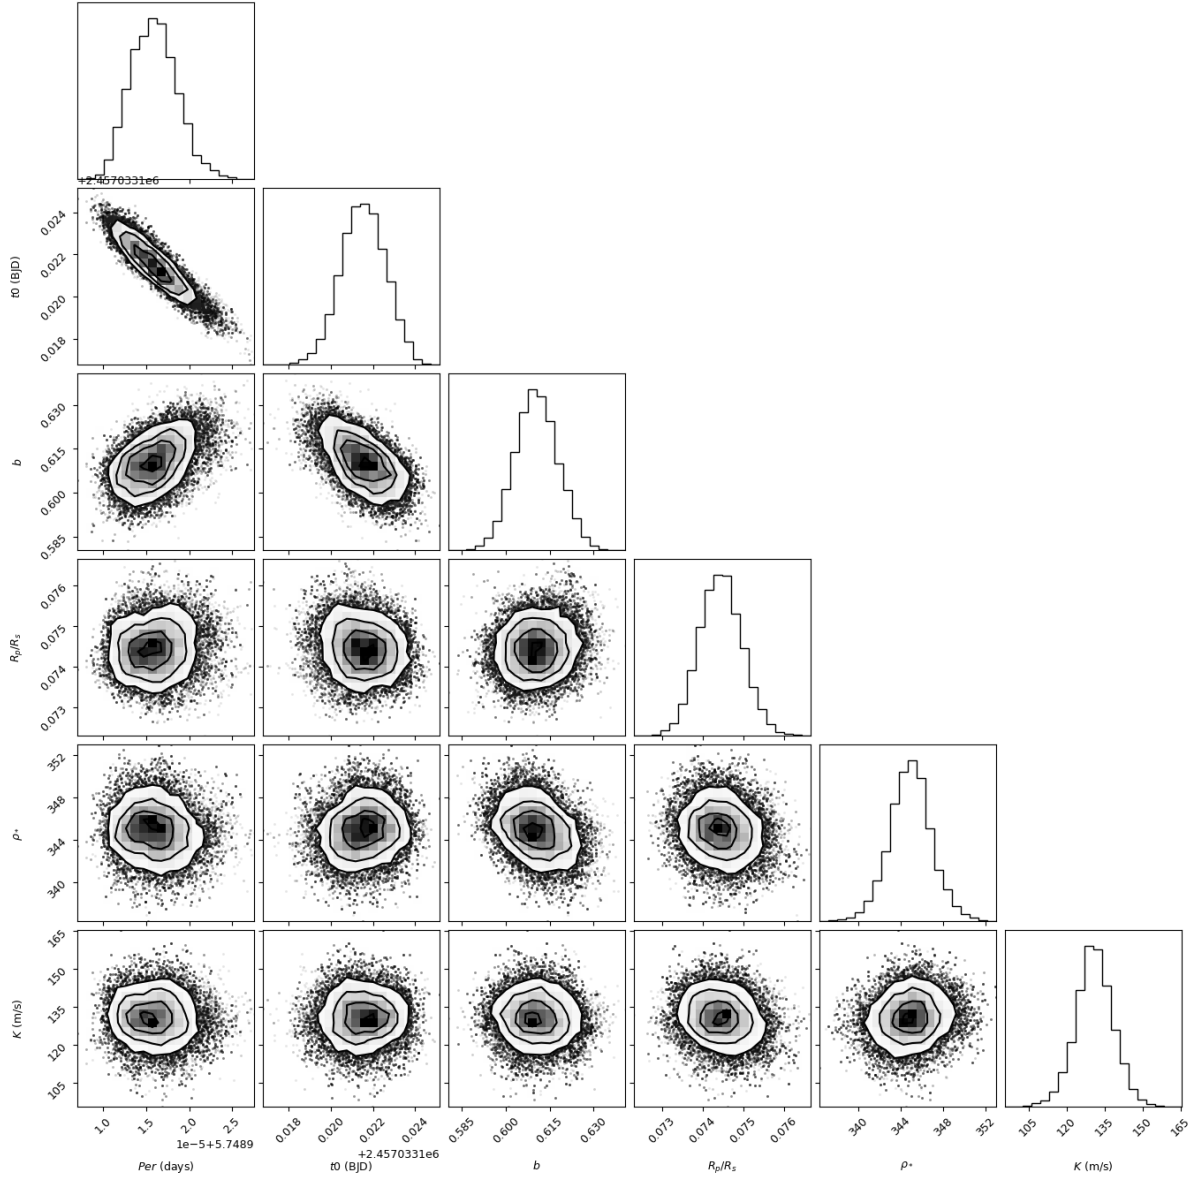 +2.4570331e6
0.024
0.022
0.020
0.018
t0 (BJD)
0.630
0.615
0.600
0.585
b
0.076
0.075
0.074
0.073
Rp/Rs
352
348
344
340
ρ*
165
150
135
120
105
K (m/s)
1.0 1.5 2.0 2.5
1e−5+5.7489
Per (days)
0.018 0.020 0.022 0.024
+2.4570331e6
t0 (BJD)
0.585 0.600 0.615 0.630
b
0.073 0.074 0.075 0.076
Rp/Rs
340 344 348 352
ρ*
105 120 135 150 165
K (m/s)